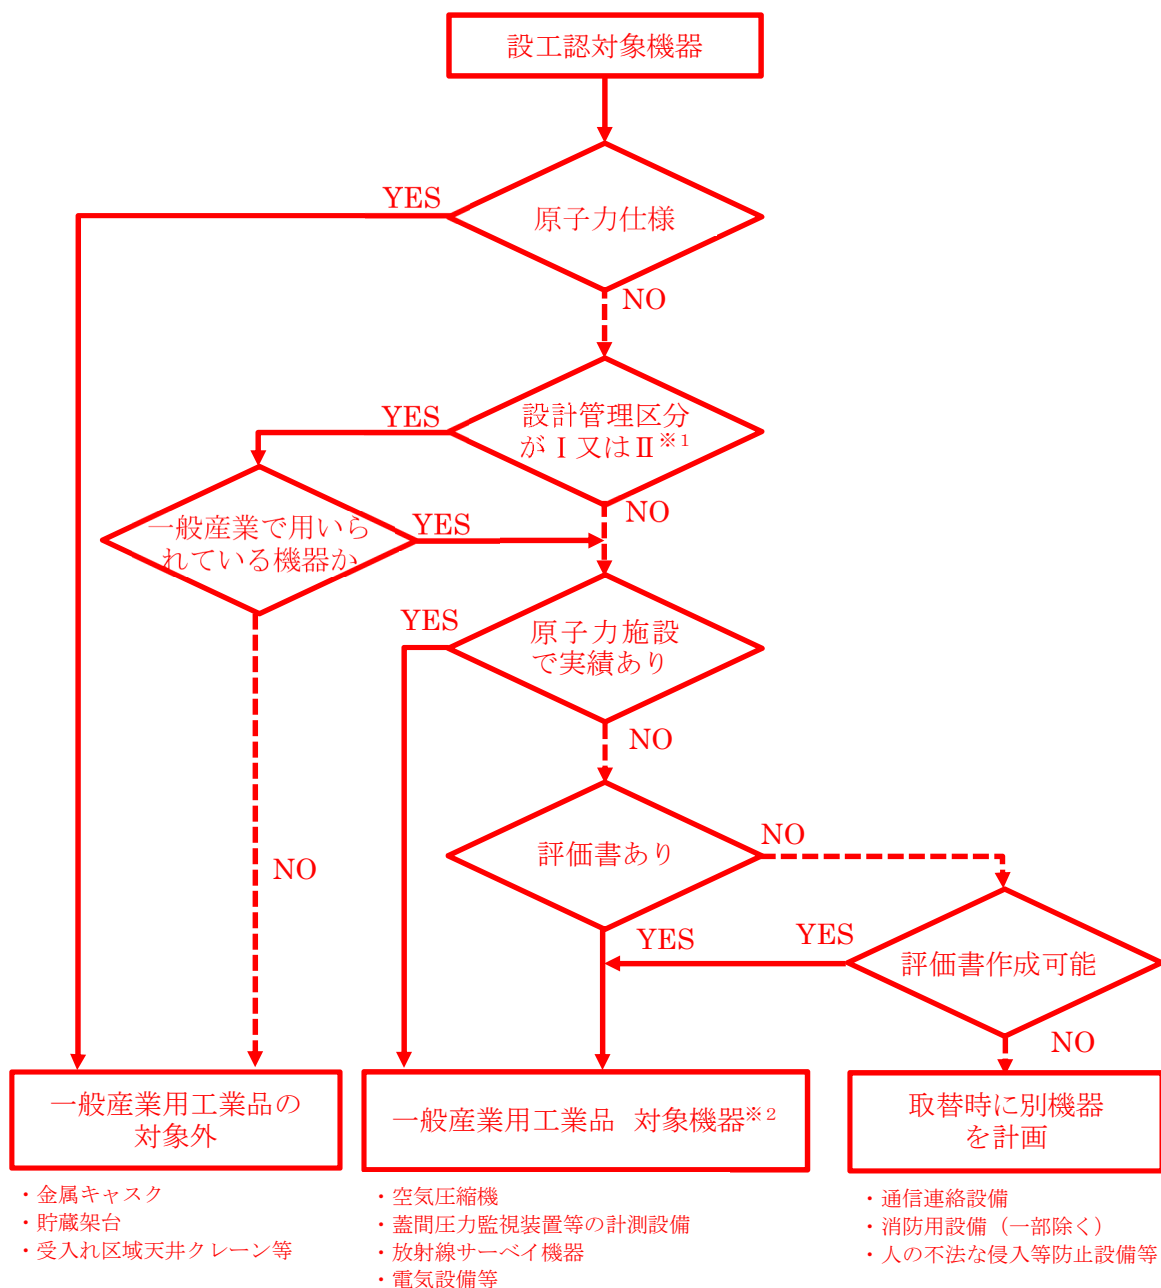 設工認対象機器
YES
原子力仕様
NO
YES
設計管理区分
がⅠ又はⅡ※1
NO
一般産業で用いら
れている機器か
YES
YES
原子力施設
で実績あり
NO
NO
評価書あり
NO
YES
YES
評価書作成可能
NO
一般産業用工業品の
対象外
一般産業用工業品 対象機器※2
取替時に別機器
を計画
・金属キャスク
・貯蔵架台
・受入れ区域天井クレーン等
・空気圧縮機
・蓋間圧力監視装置等の計測設備
・放射線サーベイ機器
・電気設備等
・通信連絡設備
・消防用設備（一部除く）
・人の不法な侵入等防止設備等